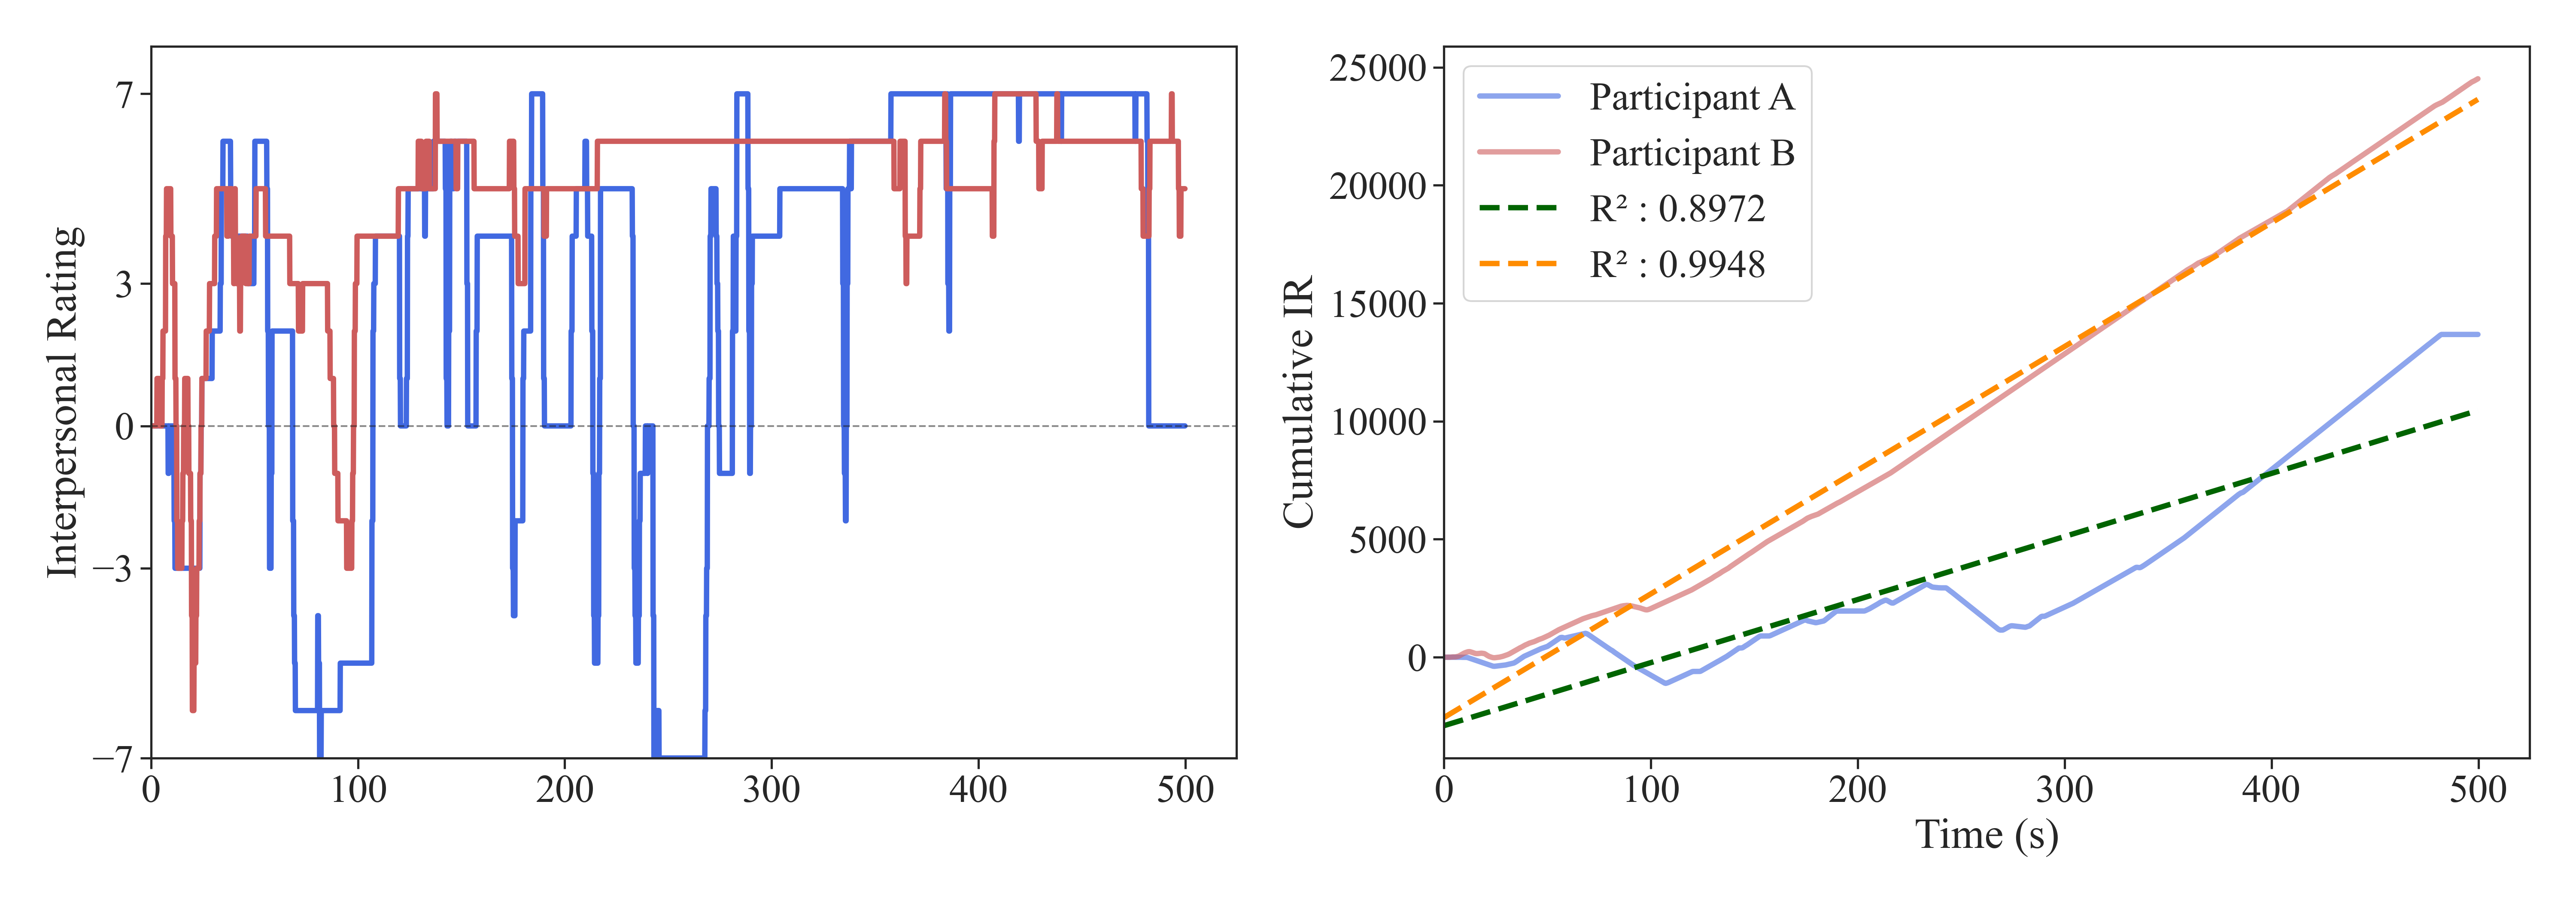 Interpersonal Rating
7
3
0
−3
−7
0 100 200 300 400 500
Cumulative IR
25000
20000
15000
10000
5000
0
Participant A
Participant B
R² : 0.8972
R² : 0.9948
0 100 200 300 400 500
Time (s)